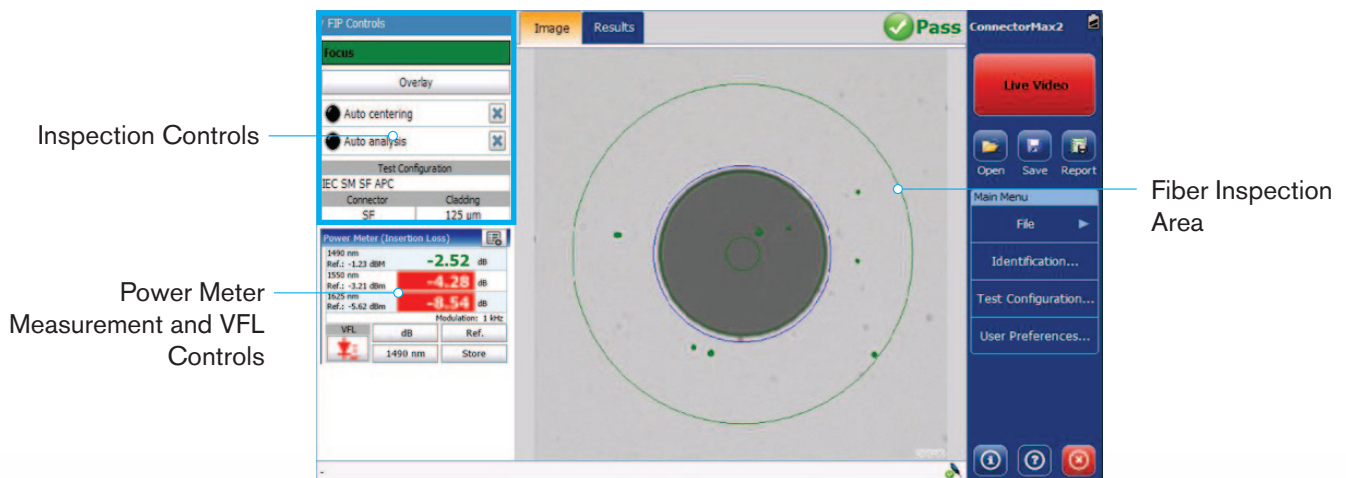 FIP Controls
Focus
Overlay
Auto centering
Auto analysis
Test Configuration
IEC SM SF APC
Connector Cladding
SF 125 um
Power Meter (Insertion Loss)
1490 nm
Ref.: -1.23 dBM
-2.52 dB
1550 nm
Ref.: -3.21 dBm
-4.28 dB
1625 nm
Ref.: -5.62 dBm
-8.54 dB
Modulation: 1 kHz
VFL dB Ref.
1490 nm Store
Image Results
Pass
ConnectorMax2
Live Video
Open Save Report
Main Menu
File
Identification...
Test Configuration...
User Preferences...
Inspection Controls
Power Meter
Measurement and VFL
Controls
Fiber Inspection
Area